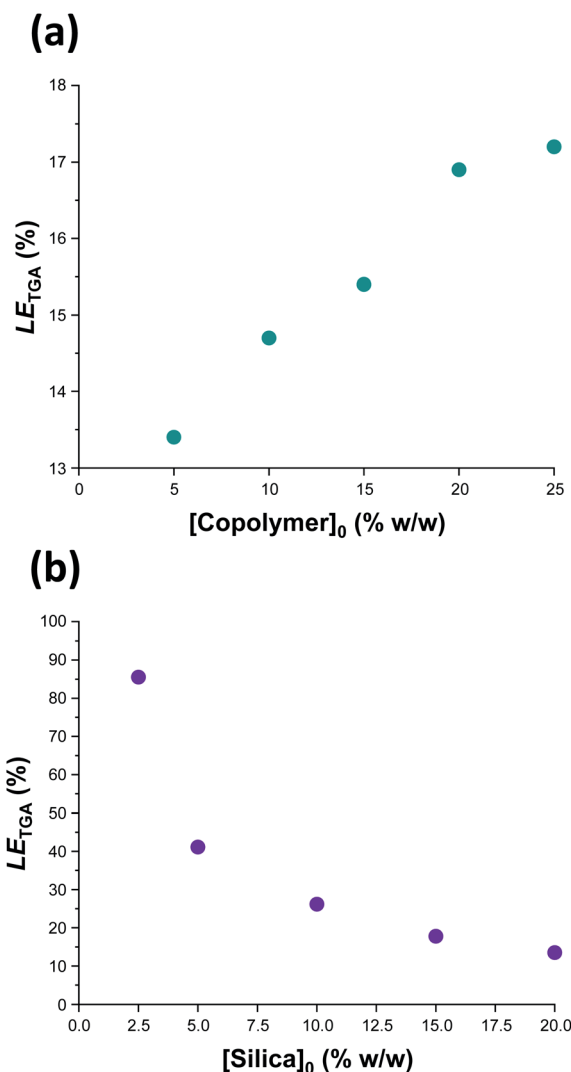 (a)
18
17
16
15
14
13
LE_TGA (%)
0 5 10 15 20 25
[Copolymer]₀ (% w/w)
(b)
100
90
80
70
60
50
40
30
20
10
0
LE_TGA (%)
0.0 2.5 5.0 7.5 10.0 12.5 15.0 17.5 20.0
[Silica]₀ (% w/w)